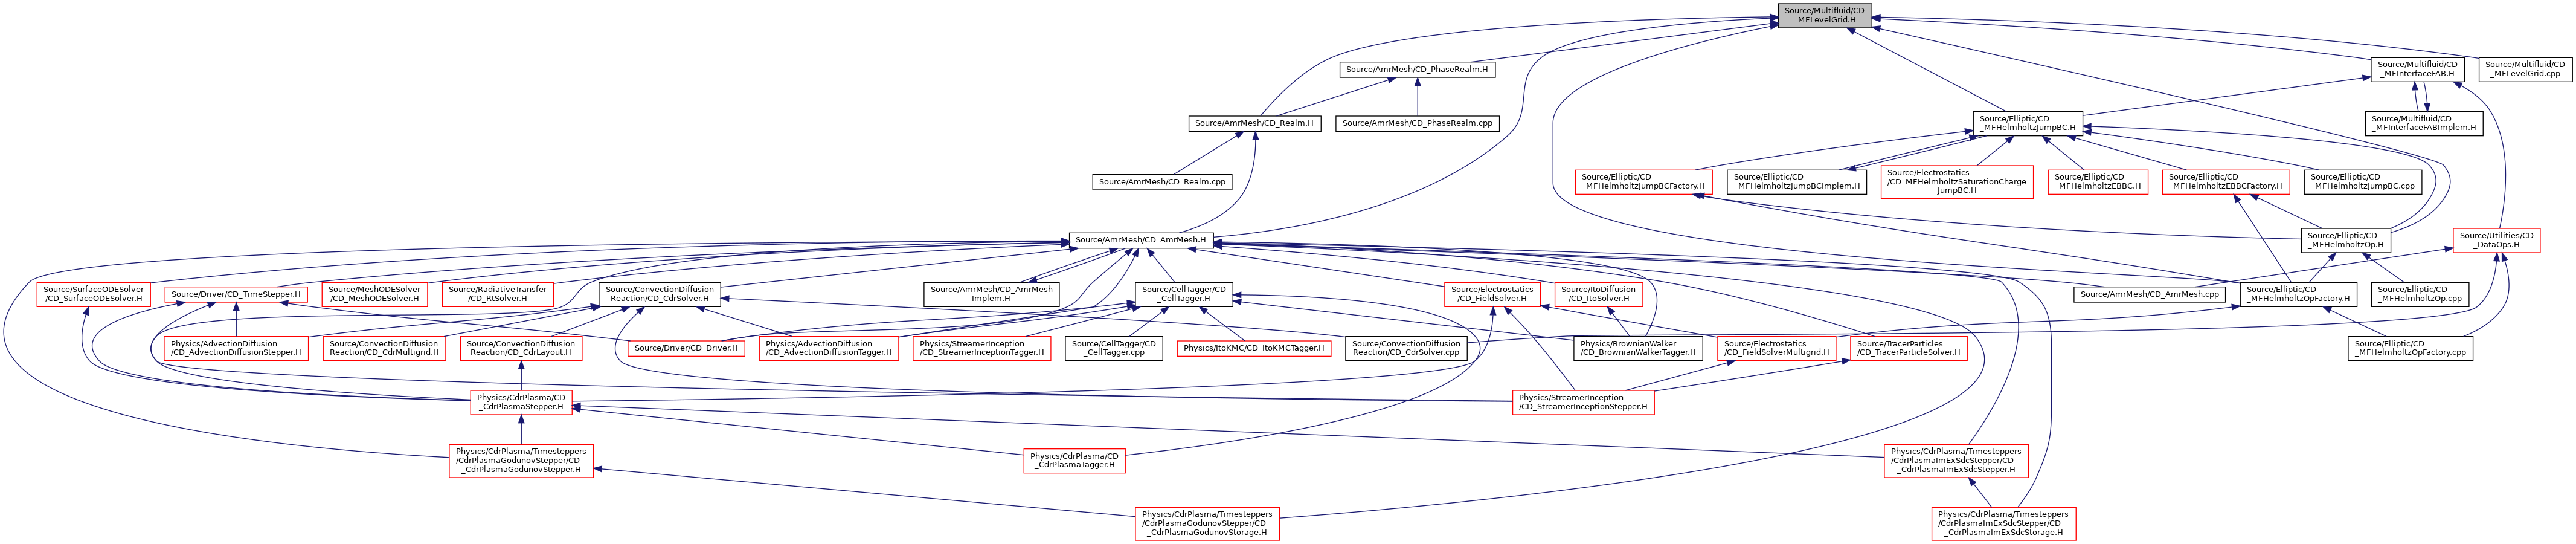 Source/Multifluid/CD
_MFLevelGrid.H
Source/AmrMesh/CD_PhaseRealm.H
Source/Multifluid/CD
_MFInterfaceFAB.H
Source/Multifluid/CD
_MFLevelGrid.cpp
Source/AmrMesh/CD_Realm.H
Source/AmrMesh/CD_PhaseRealm.cpp
Source/Elliptic/CD
_MFHelmholtzJumpBC.H
Source/Multifluid/CD
_MFInterfaceFABImplem.H
Source/AmrMesh/CD_Realm.cpp
Source/Elliptic/CD
_MFHelmholtzJumpBCFactory.H
Source/Elliptic/CD
_MFHelmholtzJumpBCImplem.H
Source/Electrostatics
/CD_MFHelmholtzSaturationCharge
JumpBC.H
Source/Elliptic/CD
_MFHelmholtzEBBC.H
Source/Elliptic/CD
_MFHelmholtzEBBCFactory.H
Source/Elliptic/CD
_MFHelmholtzJumpBC.cpp
Source/AmrMesh/CD_AmrMesh.H
Source/Elliptic/CD
_MFHelmholtzOp.H
Source/Utilities/CD
_DataOps.H
Source/SurfaceODESolver
/CD_SurfaceODESolver.H
Source/Driver/CD_TimeStepper.H
Source/MeshODESolver
/CD_MeshODESolver.H
Source/RadiativeTransfer
/CD_RtSolver.H
Source/ConvectionDiffusion
Reaction/CD_CdrSolver.H
Source/AmrMesh/CD_AmrMesh
Implem.H
Source/CellTagger/CD
_CellTagger.H
Source/Electrostatics
/CD_FieldSolver.H
Source/ItoDiffusion
/CD_ItoSolver.H
Source/AmrMesh/CD_AmrMesh.cpp
Source/Elliptic/CD
_MFHelmholtzOpFactory.H
Source/Elliptic/CD
_MFHelmholtzOp.cpp
Physics/AdvectionDiffusion
/CD_AdvectionDiffusionStepper.H
Source/ConvectionDiffusion
Reaction/CD_CdrMultigrid.H
Source/ConvectionDiffusion
Reaction/CD_CdrLayout.H
Source/Driver/CD_Driver.H
Physics/AdvectionDiffusion
/CD_AdvectionDiffusionTagger.H
Physics/StreamerInception
/CD_StreamerInceptionTagger.H
Source/CellTagger/CD
_CellTagger.cpp
Physics/ItoKMC/CD_ItoKMCTagger.H
Source/ConvectionDiffusion
Reaction/CD_CdrSolver.cpp
Physics/BrownianWalker
/CD_BrownianWalkerTagger.H
Source/Electrostatics
/CD_FieldSolverMultigrid.H
Source/TracerParticles
/CD_TracerParticleSolver.H
Source/Elliptic/CD
_MFHelmholtzOpFactory.cpp
Physics/CdrPlasma/CD
_CdrPlasmaStepper.H
Physics/StreamerInception
/CD_StreamerInceptionStepper.H
Physics/CdrPlasma/Timesteppers
/CdrPlasmaGodunovStepper/CD
_CdrPlasmaGodunovStepper.H
Physics/CdrPlasma/CD
_CdrPlasmaTagger.H
Physics/CdrPlasma/Timesteppers
/CdrPlasmaImExSdcStepper/CD
_CdrPlasmaImExSdcStepper.H
Physics/CdrPlasma/Timesteppers
/CdrPlasmaGodunovStepper/CD
_CdrPlasmaGodunovStorage.H
Physics/CdrPlasma/Timesteppers
/CdrPlasmaImExSdcStepper/CD
_CdrPlasmaImExSdcStorage.H